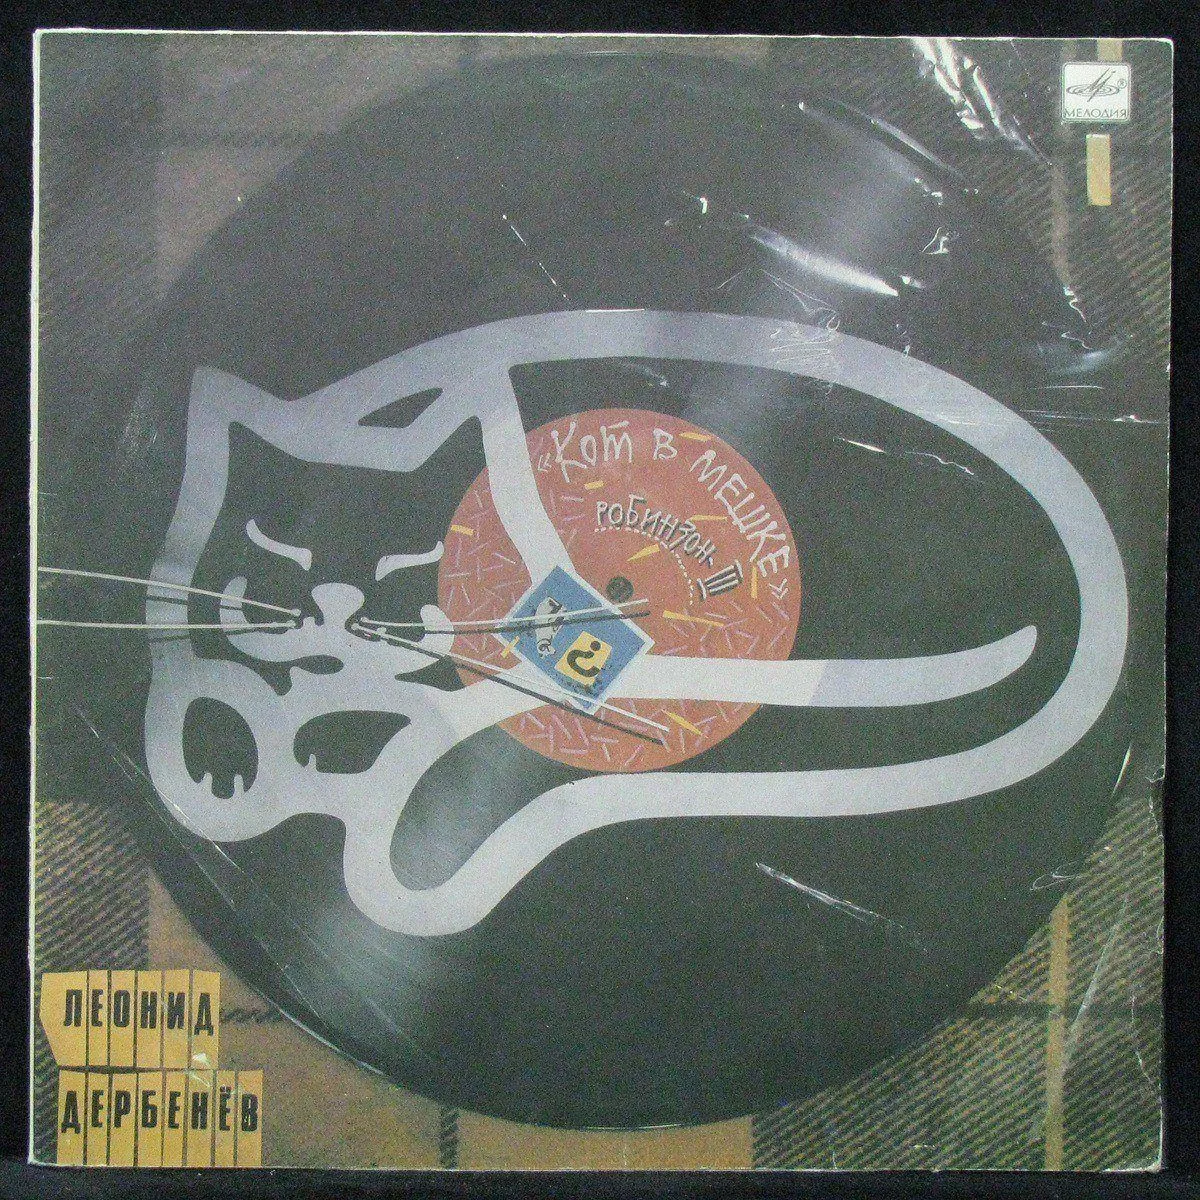 МЕЛОДИЯ
«Кот в мешке»
РОБИНЗОН-III
ЛЕОНИД
ДЕРБЕНЁВ